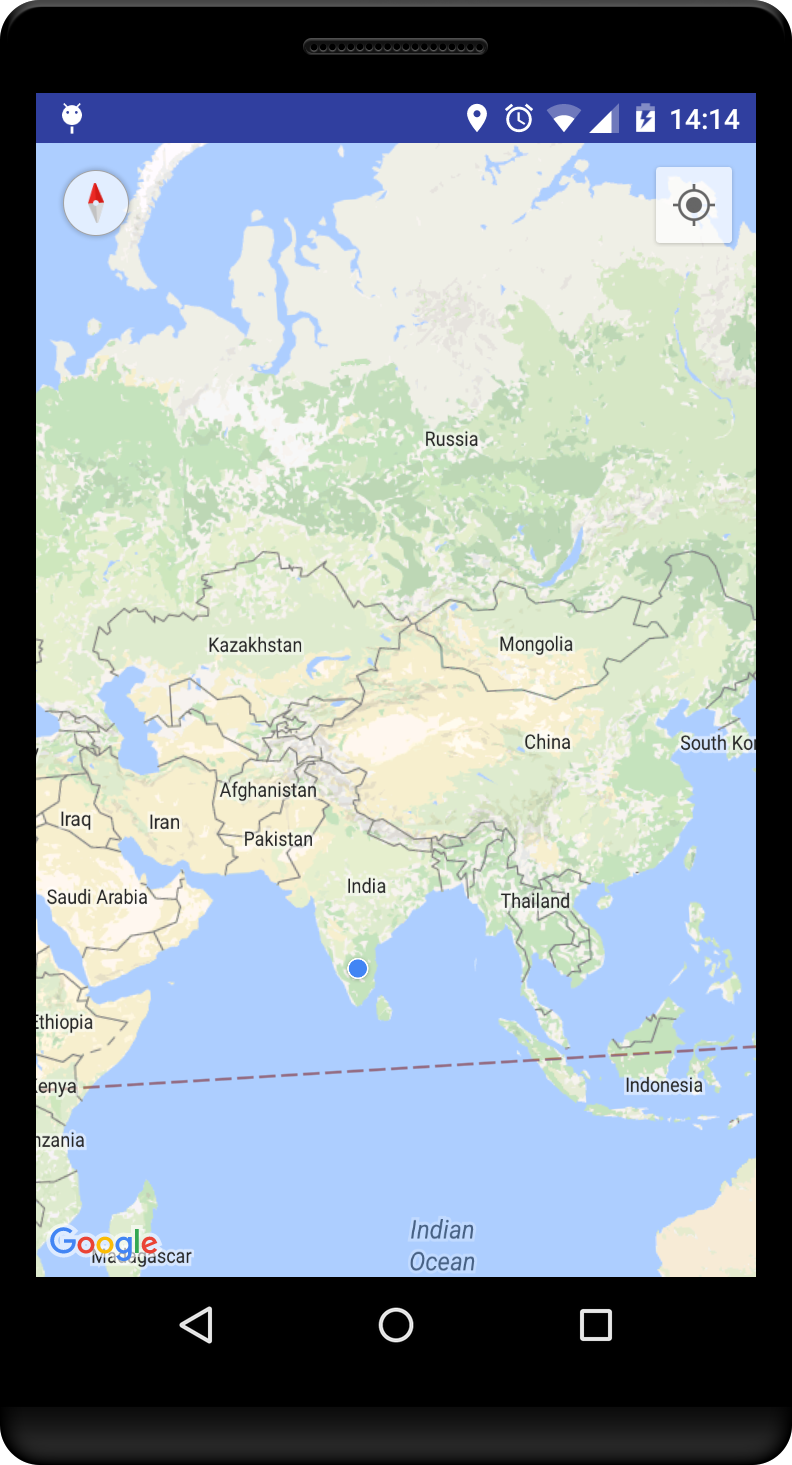 14:14
Russia
Kazakhstan
Mongolia
China
South Kor
Afghanistan
Iraq
Iran
Pakistan
India
Saudi Arabia
Thailand
Ethiopia
Kenya
Indonesia
nzania
Indian
Ocean
Google
Madagascar